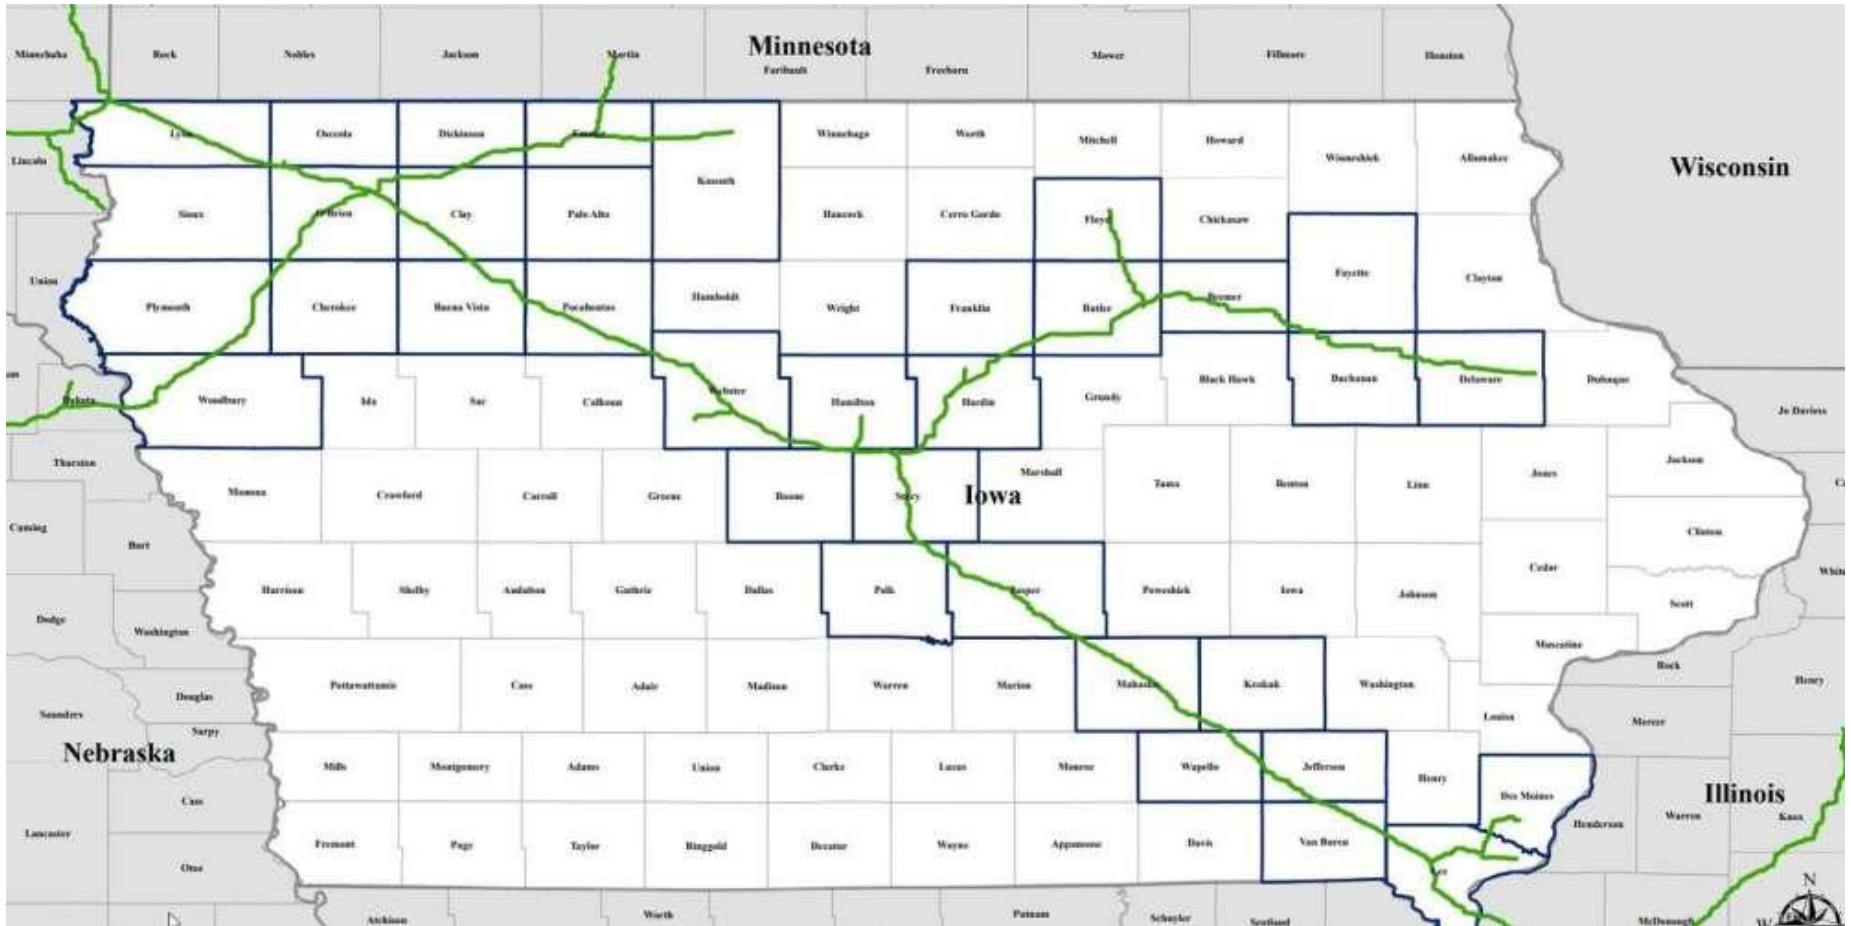 Minnehaha
Rock
Nobles
Jackson
Martin
Minnesota
Faribault
Freeborn
Mower
Fillmore
Houston
Lyon
Osceola
Dickinson
Emmet
Winnebago
Worth
Mitchell
Howard
Winneshiek
Allamakee
Wisconsin
Lincoln
Kossuth
Sioux
O'Brien
Clay
Palo Alto
Hancock
Cerro Gordo
Floyd
Chickasaw
Fayette
Clayton
Union
Plymouth
Cherokee
Buena Vista
Pocahontas
Humboldt
Wright
Franklin
Butler
Bremer
Dakota
Woodbury
Ida
Sac
Calhoun
Webster
Hamilton
Hardin
Grundy
Black Hawk
Buchanan
Delaware
Dubuque
Jo Daviess
Thurston
Monona
Crawford
Carroll
Greene
Boone
Story
Iowa
Marshall
Tama
Benton
Linn
Jones
Jackson
Cuming
Burt
Clinton
Harrison
Shelby
Audubon
Guthrie
Dallas
Polk
Jasper
Poweshiek
Iowa
Johnson
Cedar
Scott
White
Dodge
Washington
Muscatine
Rock
Henry
Pottawattamie
Cass
Adair
Madison
Warren
Marion
Mahaska
Keokuk
Washington
Louisa
Mercer
Saunders
Douglas
Sarpy
Nebraska
Mills
Montgomery
Adams
Union
Clarke
Lucas
Monroe
Wapello
Jefferson
Henry
Des Moines
Illinois
Cass
Lancaster
Fremont
Page
Taylor
Ringgold
Decatur
Wayne
Appanoose
Davis
Van Buren
Lee
Henderson
Warren
Knox
Otoe
N
W
Atchison
Worth
Putnam
Schuyler
Scotland
McDonough